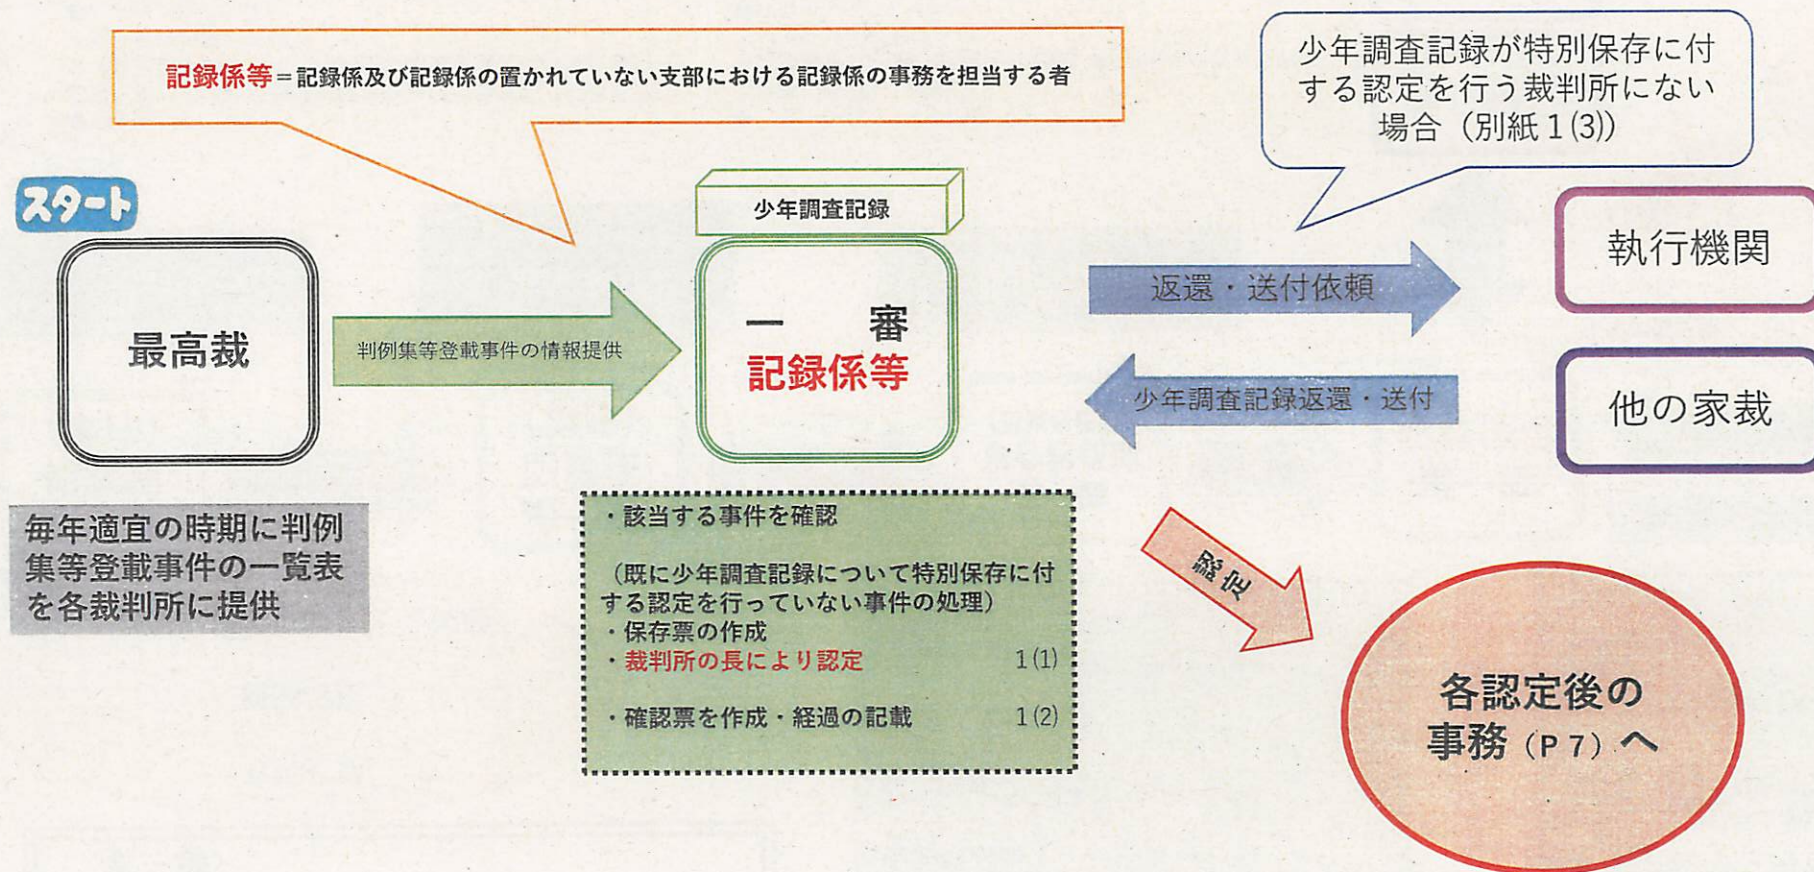 記録係等=記録係及び記録係の置かれていない支部における記録係の事務を担当する者
少年調査記録が特別保存に付
する認定を行う裁判所にない
場合（別紙1(3)）
スタート
最高裁
判例集等登載事件の情報提供
少年調査記録
一　審
記録係等
返還・送付依頼
少年調査記録返還・送付
執行機関
他の家裁
毎年適宜の時期に判例
集等登載事件の一覧表
を各裁判所に提供
・該当する事件を確認
（既に少年調査記録について特別保存に付
する認定を行っていない事件の処理）
・保存票の作成
・裁判所の長により認定　1(1)
・確認票を作成・経過の記載　1(2)
認定
各認定後の
事務（P7）へ